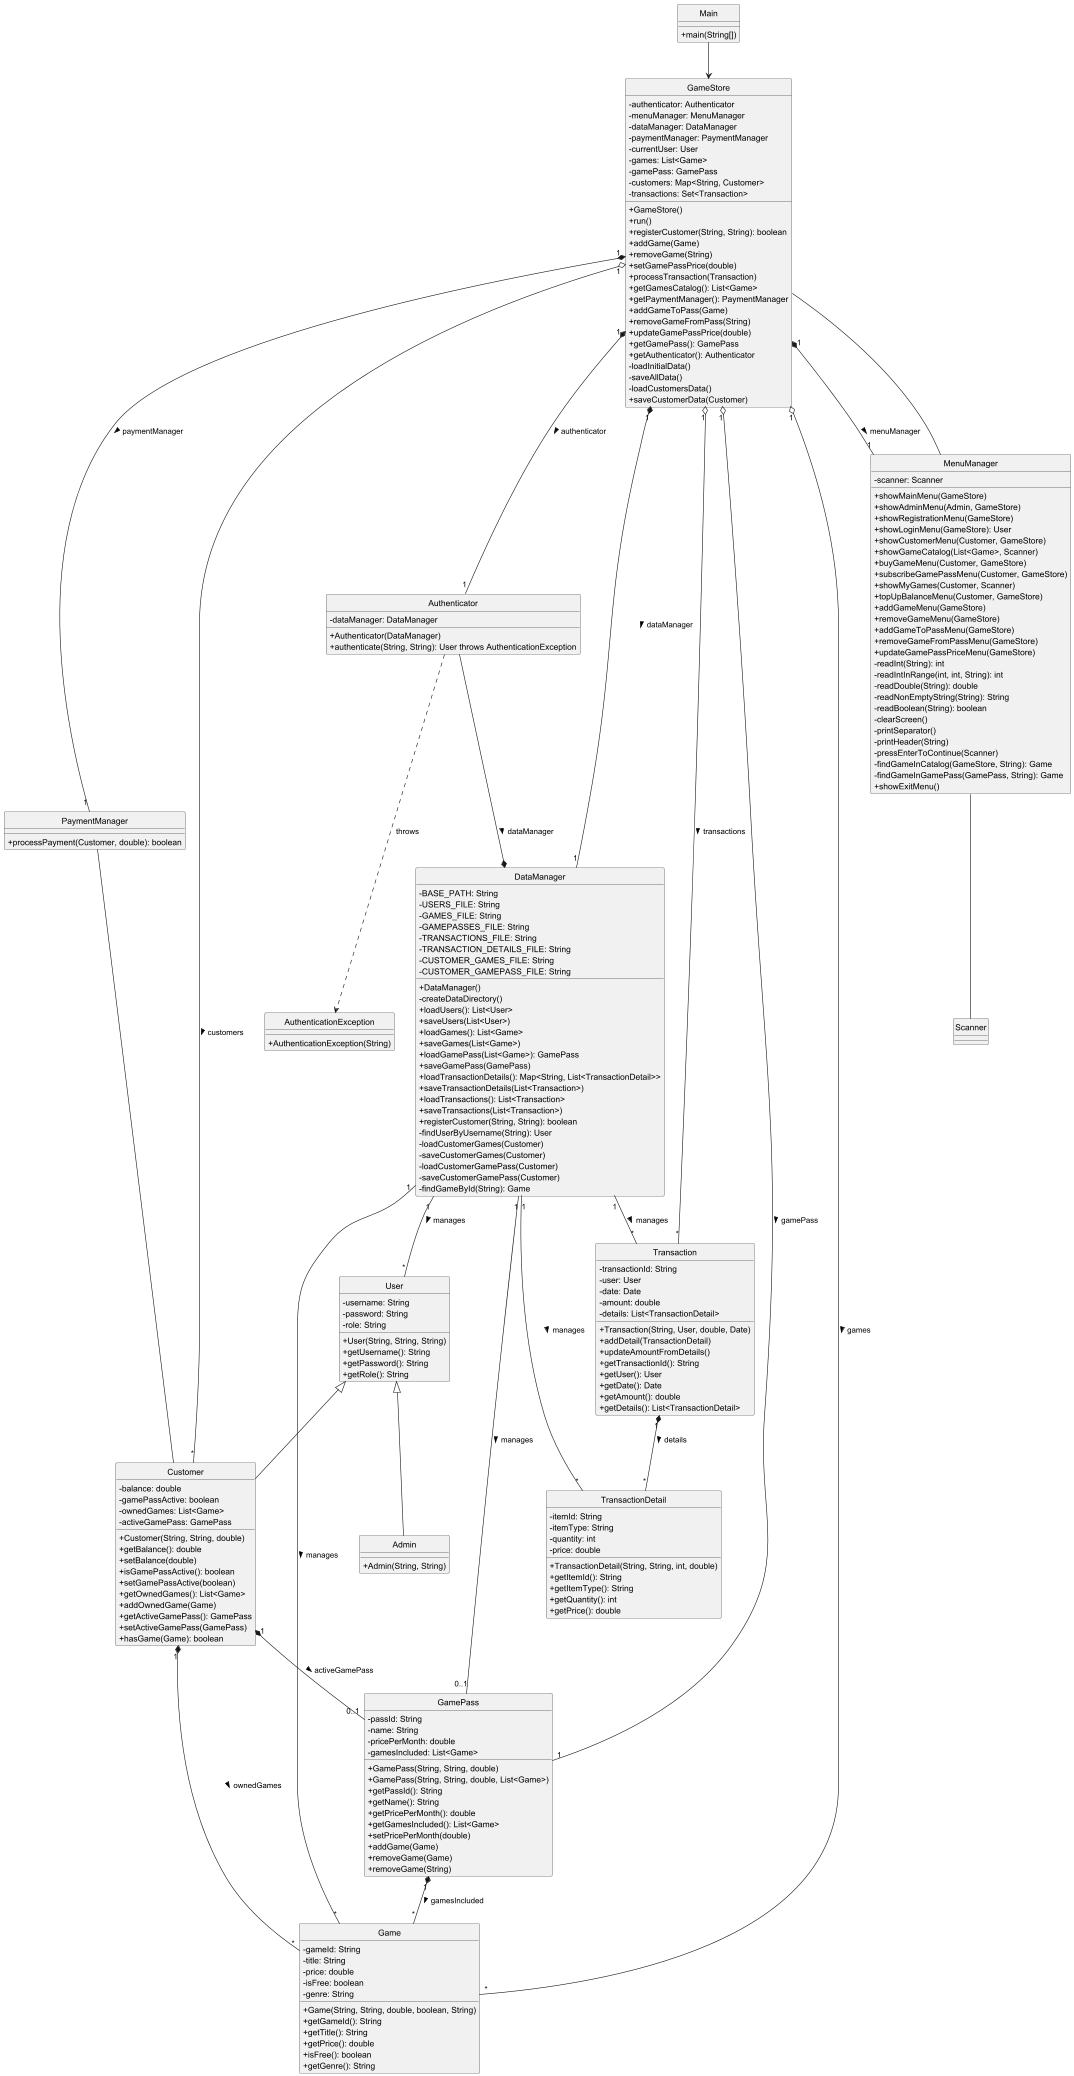 Main
+main(String[])
GameStore
-authenticator: Authenticator
-menuManager: MenuManager
-dataManager: DataManager
-paymentManager: PaymentManager
-currentUser: User
-games: List<Game>
-gamePass: GamePass
-customers: Map<String, Customer>
-transactions: Set<Transaction>
+GameStore()
+run()
+registerCustomer(String, String): boolean
+addGame(Game)
+removeGame(String)
+setGamePassPrice(double)
+processTransaction(Transaction)
+getGamesCatalog(): List<Game>
+getPaymentManager(): PaymentManager
+addGameToPass(Game)
+removeGameFromPass(String)
+updateGamePassPrice(double)
+getGamePass(): GamePass
+getAuthenticator(): Authenticator
-loadInitialData()
-saveAllData()
-loadCustomersData()
+saveCustomerData(Customer)
1
1
1
1
1
1
1
1
1
paymentManager
authenticator
menuManager
MenuManager
-scanner: Scanner
+showMainMenu(GameStore)
+showAdminMenu(Admin, GameStore)
+showRegistrationMenu(GameStore)
+showLoginMenu(GameStore): User
+showCustomerMenu(Customer, GameStore)
+showGameCatalog(List<Game>, Scanner)
+buyGameMenu(Customer, GameStore)
+subscribeGamePassMenu(Customer, GameStore)
+showMyGames(Customer, Scanner)
+topUpBalanceMenu(Customer, GameStore)
+addGameMenu(GameStore)
+removeGameMenu(GameStore)
+addGameToPassMenu(GameStore)
+removeGameFromPassMenu(GameStore)
+updateGamePassPriceMenu(GameStore)
-readInt(String): int
-readIntInRange(int, int, String): int
-readDouble(String): double
-readNonEmptyString(String): String
-readBoolean(String): boolean
-clearScreen()
-printSeparator()
-printHeader(String)
-pressEnterToContinue(Scanner)
-findGameInCatalog(GameStore, String): Game
-findGameInGamePass(GamePass, String): Game
+showExitMenu()
1
Authenticator
-dataManager: DataManager
+Authenticator(DataManager)
+authenticate(String, String): User throws AuthenticationException
dataManager
1
PaymentManager
+processPayment(Customer, double): boolean
throws
dataManager
transactions
1
DataManager
-BASE_PATH: String
-USERS_FILE: String
-GAMES_FILE: String
-GAMEPASSES_FILE: String
-TRANSACTIONS_FILE: String
-TRANSACTION_DETAILS_FILE: String
-CUSTOMER_GAMES_FILE: String
-CUSTOMER_GAMEPASS_FILE: String
+DataManager()
-createDataDirectory()
+loadUsers(): List<User>
+saveUsers(List<User>)
+loadGames(): List<Game>
+saveGames(List<Game>)
+loadGamePass(List<Game>): GamePass
+saveGamePass(GamePass)
+loadTransactionDetails(): Map<String, List<TransactionDetail>>
+saveTransactionDetails(List<Transaction>)
+loadTransactions(): List<Transaction>
+saveTransactions(List<Transaction>)
+registerCustomer(String, String): boolean
-findUserByUsername(String): User
-loadCustomerGames(Customer)
-saveCustomerGames(Customer)
-loadCustomerGamePass(Customer)
-saveCustomerGamePass(Customer)
-findGameById(String): Game
AuthenticationException
+AuthenticationException(String)
customers
Scanner
1
1
1
1
1
manages
manages
gamePass
*
*
*
Transaction
-transactionId: String
-user: User
-date: Date
-amount: double
-details: List<TransactionDetail>
+Transaction(String, User, double, Date)
+addDetail(TransactionDetail)
+updateAmountFromDetails()
+getTransactionId(): String
+getUser(): User
+getDate(): Date
+getAmount(): double
+getDetails(): List<TransactionDetail>
User
-username: String
-password: String
-role: String
+User(String, String, String)
+getUsername(): String
+getPassword(): String
+getRole(): String
manages
games
manages
1
details
*
*
*
Customer
-balance: double
-gamePassActive: boolean
-ownedGames: List<Game>
-activeGamePass: GamePass
+Customer(String, String, double)
+getBalance(): double
+setBalance(double)
+isGamePassActive(): boolean
+setGamePassActive(boolean)
+getOwnedGames(): List<Game>
+addOwnedGame(Game)
+getActiveGamePass(): GamePass
+setActiveGamePass(GamePass)
+hasGame(Game): boolean
TransactionDetail
-itemId: String
-itemType: String
-quantity: int
-price: double
+TransactionDetail(String, String, int, double)
+getItemId(): String
+getItemType(): String
+getQuantity(): int
+getPrice(): double
Admin
+Admin(String, String)
manages
1
1
activeGamePass
0..1
0..1
1
GamePass
-passId: String
-name: String
-pricePerMonth: double
-gamesIncluded: List<Game>
+GamePass(String, String, double)
+GamePass(String, String, double, List<Game>)
+getPassId(): String
+getName(): String
+getPricePerMonth(): double
+getGamesIncluded(): List<Game>
+setPricePerMonth(double)
+addGame(Game)
+removeGame(Game)
+removeGame(String)
ownedGames
1
gamesIncluded
*
*
*
*
Game
-gameId: String
-title: String
-price: double
-isFree: boolean
-genre: String
+Game(String, String, double, boolean, String)
+getGameId(): String
+getTitle(): String
+getPrice(): double
+isFree(): boolean
+getGenre(): String